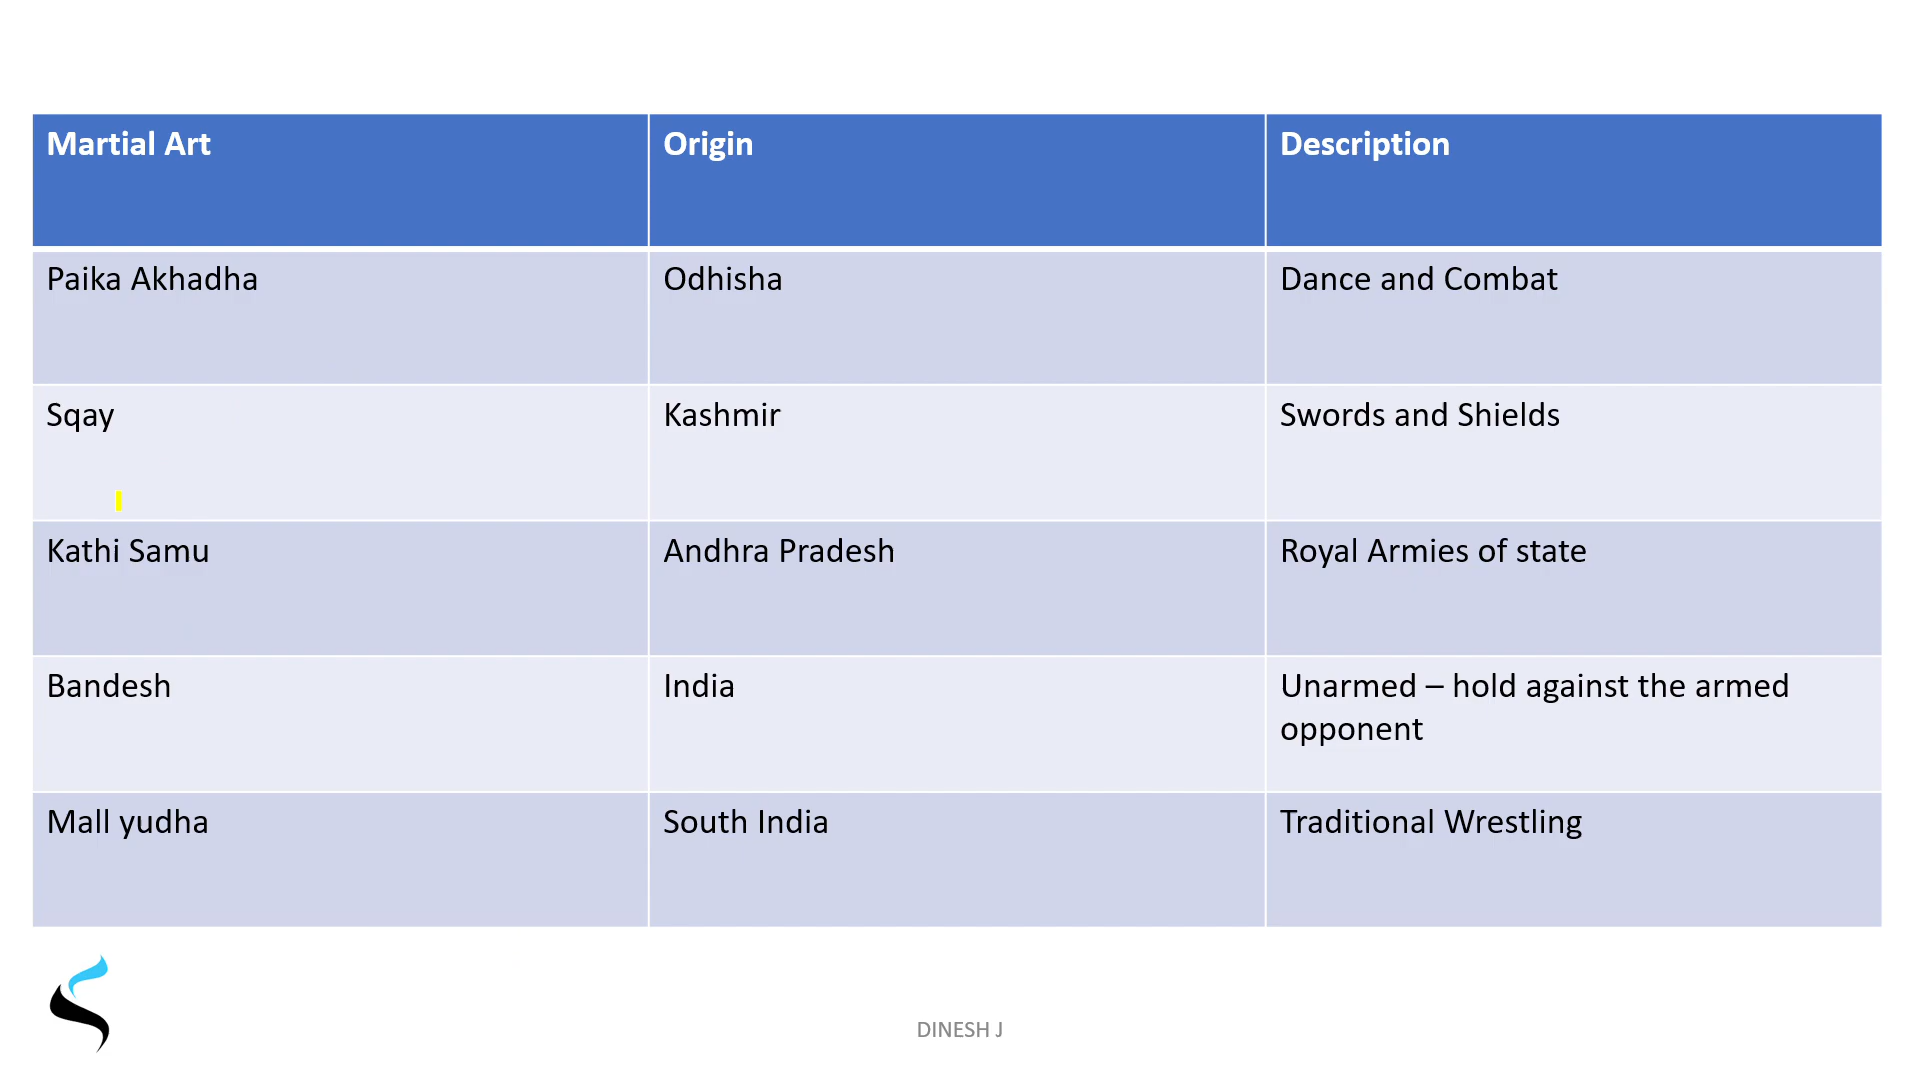 Martial Art
Origin
Description
Paika Akhadha
Odhisha
Dance and Combat
Sqay
Kashmir
Swords and Shields
Kathi Samu
Andhra Pradesh
Royal Armies of state
Bandesh
India
Unarmed – hold against the armed
opponent
Mall yudha
South India
Traditional Wrestling
DINESH J